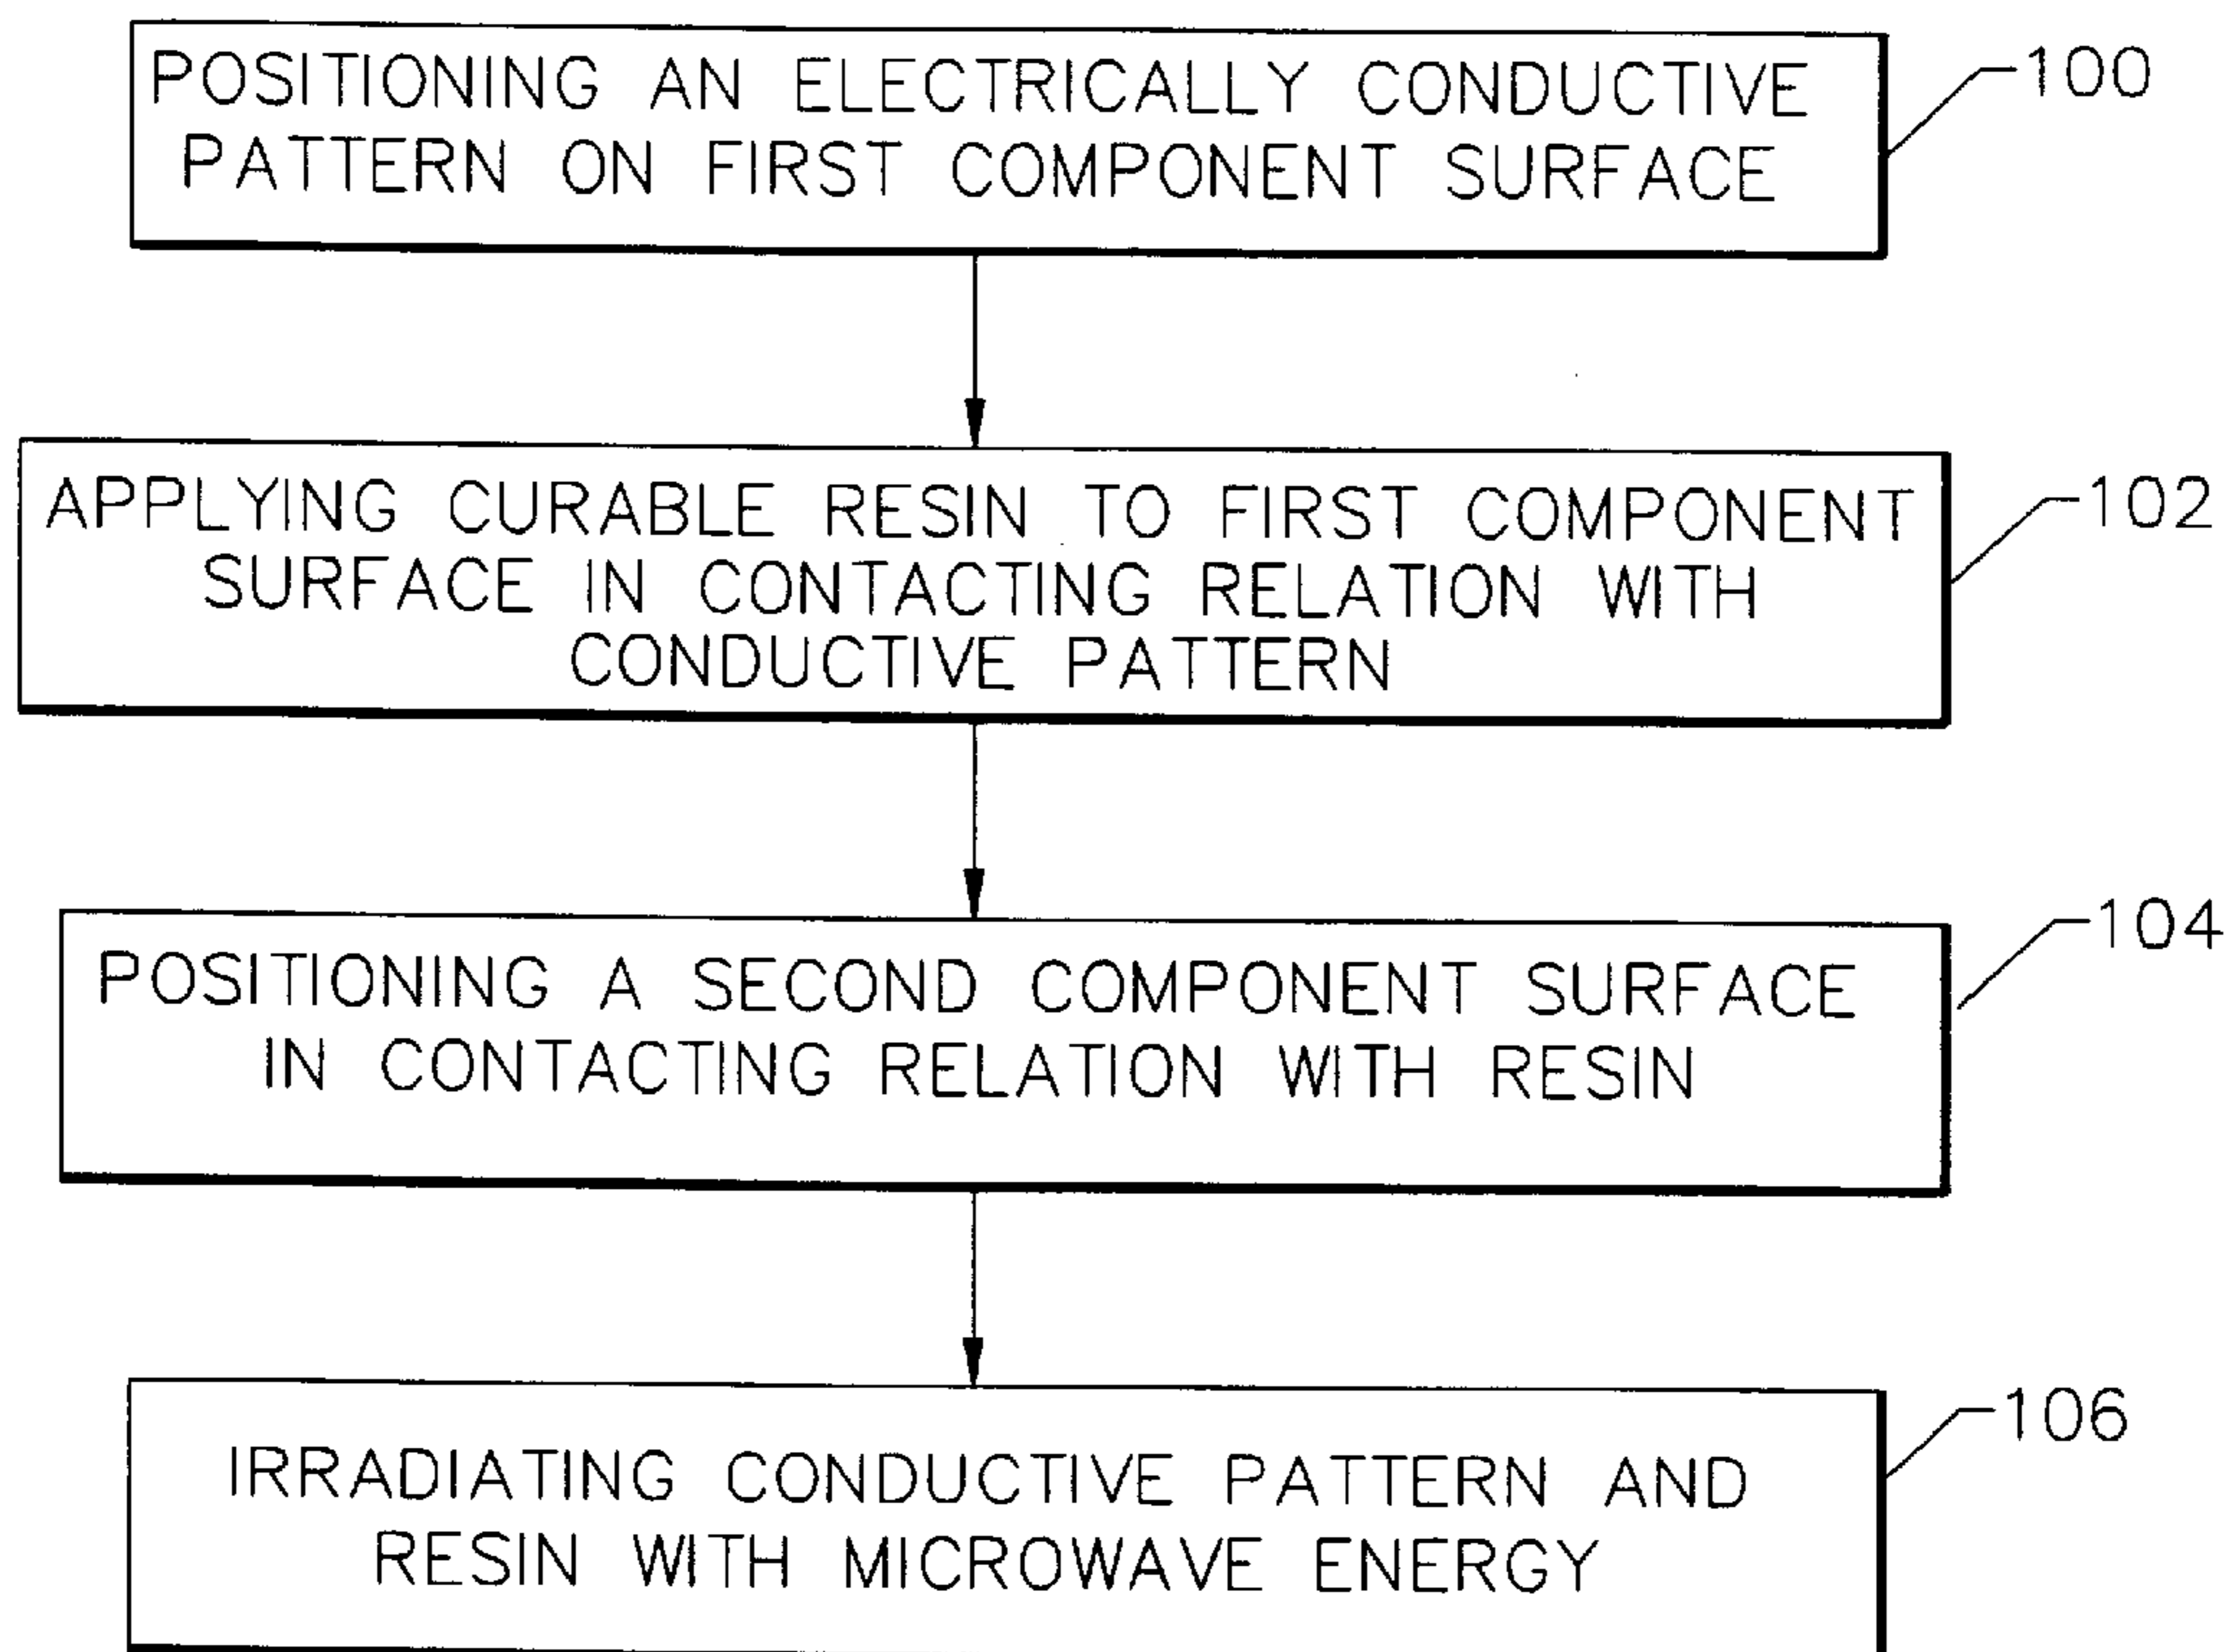 POSITIONING AN ELECTRICALLY CONDUCTIVE
PATTERN ON FIRST COMPONENT SURFACE
100
APPLYING CURABLE RESIN TO FIRST COMPONENT
SURFACE IN CONTACTING RELATION WITH
CONDUCTIVE PATTERN
102
POSITIONING A SECOND COMPONENT SURFACE
IN CONTACTING RELATION WITH RESIN
104
IRRADIATING CONDUCTIVE PATTERN AND
RESIN WITH MICROWAVE ENERGY
106